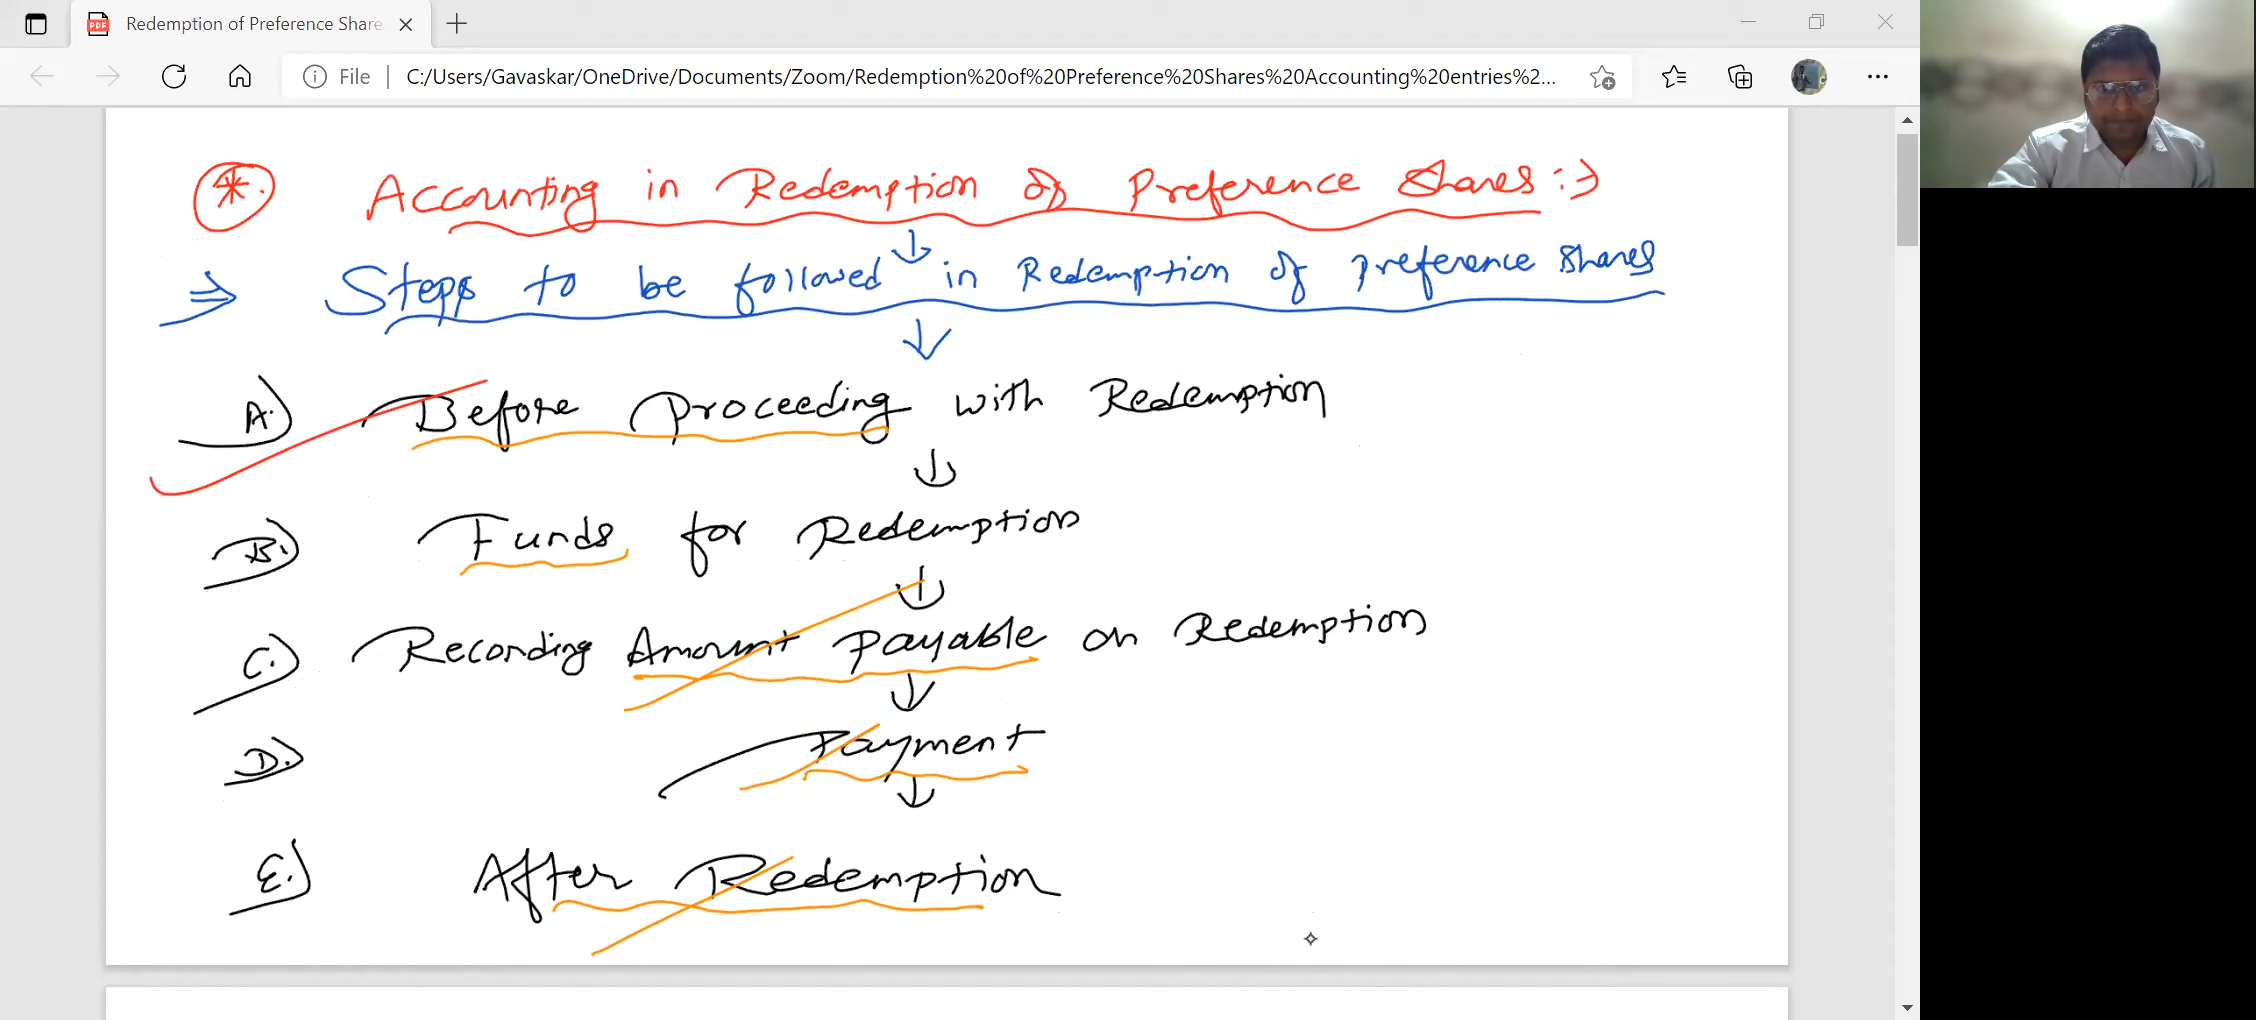 Redemption of Preference Share
File
C:/Users/Gavaskar/OneDrive/Documents/Zoom/Redemption%20of%20Preference%20Shares%20Accounting%20entries%2...
Accounting in Redemption of Preference Shares :-)
Steps to be followed in Redemption of preference shares
A.) Before Proceeding with Redemption
B.) Funds for Redemption
C.) Recording Amount Payable on Redemption
D.) Payment
E.) After Redemption